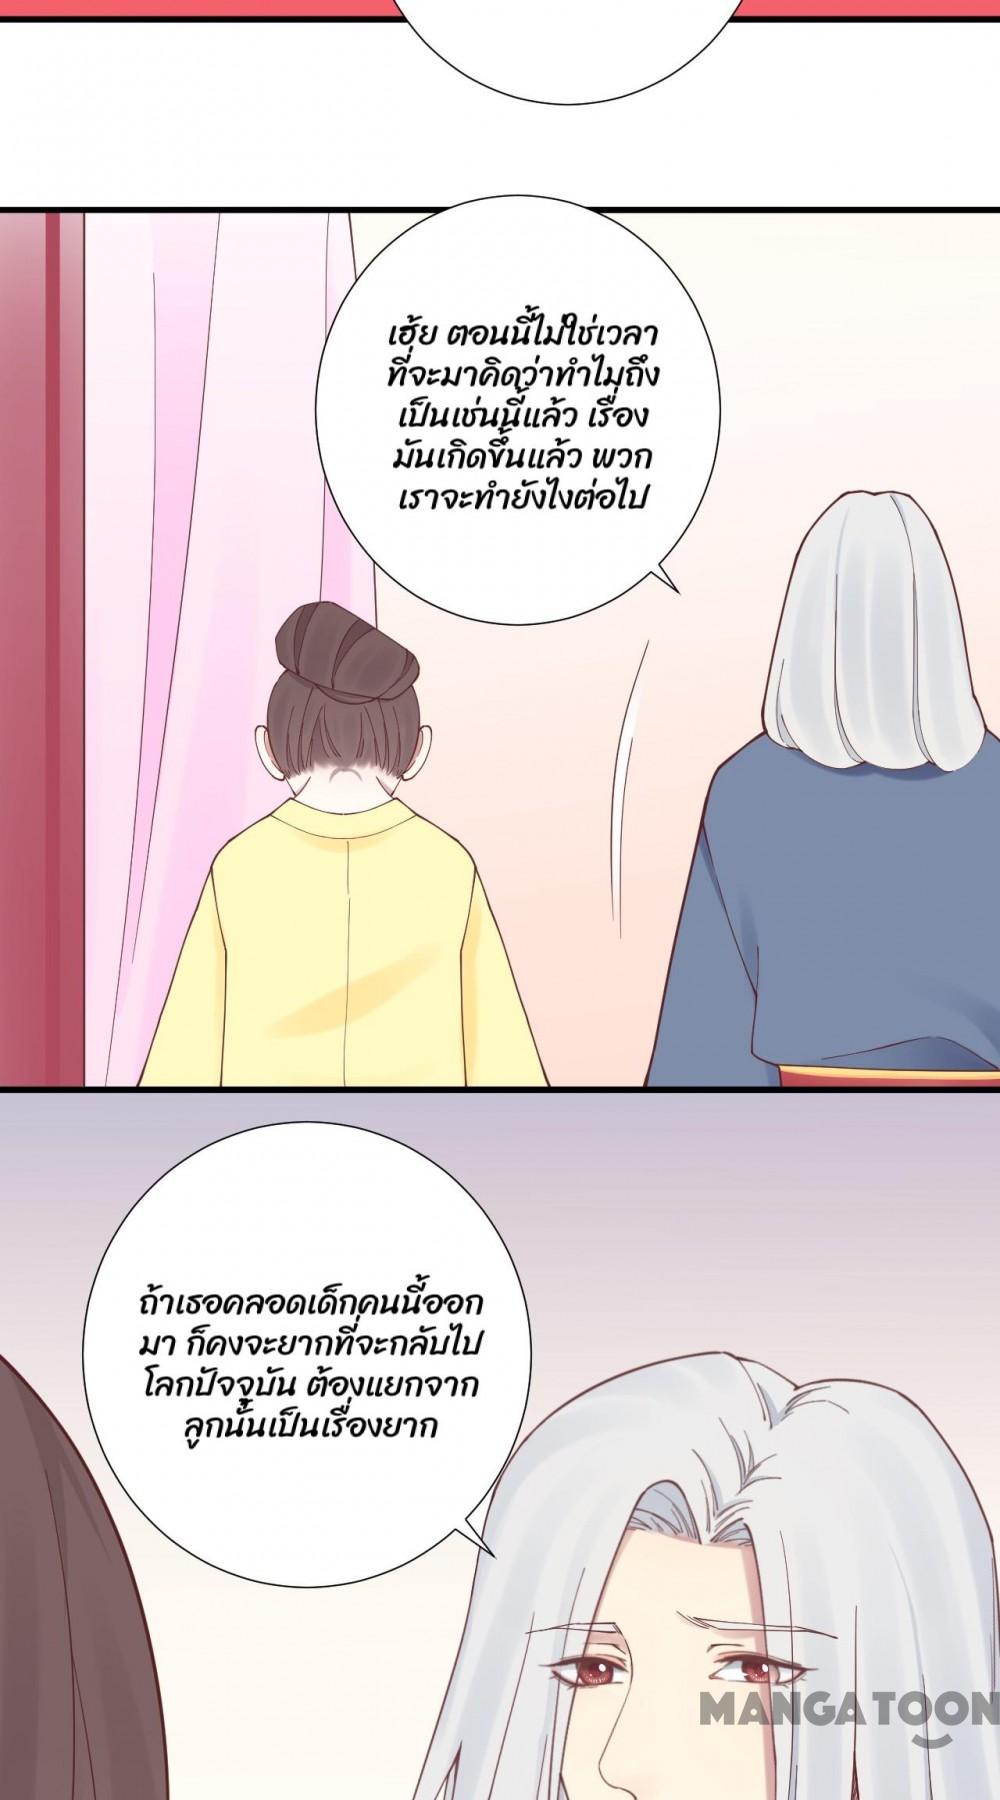 เฮ้ย ตอนนี้ไม่ใช่เวลา
ที่จะมาคิดว่าทำไมถึง
เป็นเช่นนี้แล้ว เรื่อง
มันเกิดขึ้นแล้ว พวก
เราจะทำยังไงต่อไป
ถ้าเธอคลอดเด็กคนนี้ออก
มา ก็คงจะยากที่จะกลับไป
โลกปัจจุบัน ต้องแยกจาก
ลูกนั้นเป็นเรื่องยาก
MANGATOON